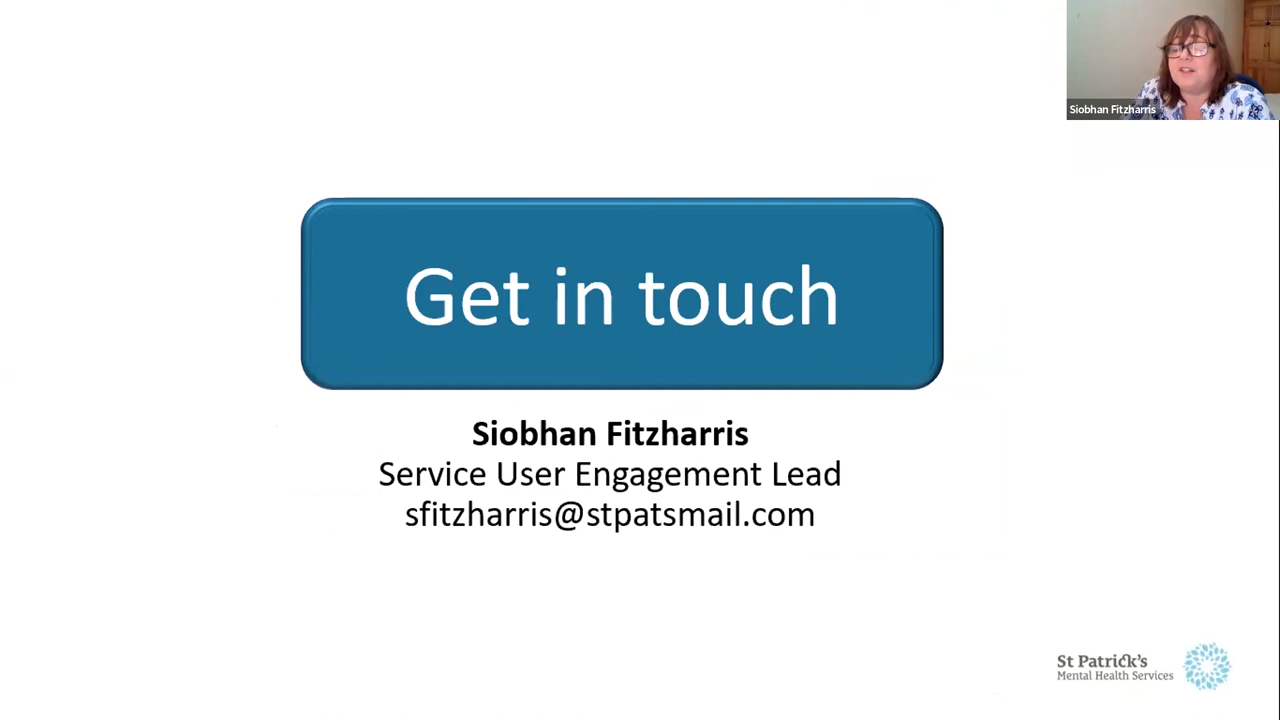 Siobhan Fitzharris
Get in touch
Siobhan Fitzharris
Service User Engagement Lead
sfitzharris@stpatsmail.com
St Patrick's
Mental Health Services